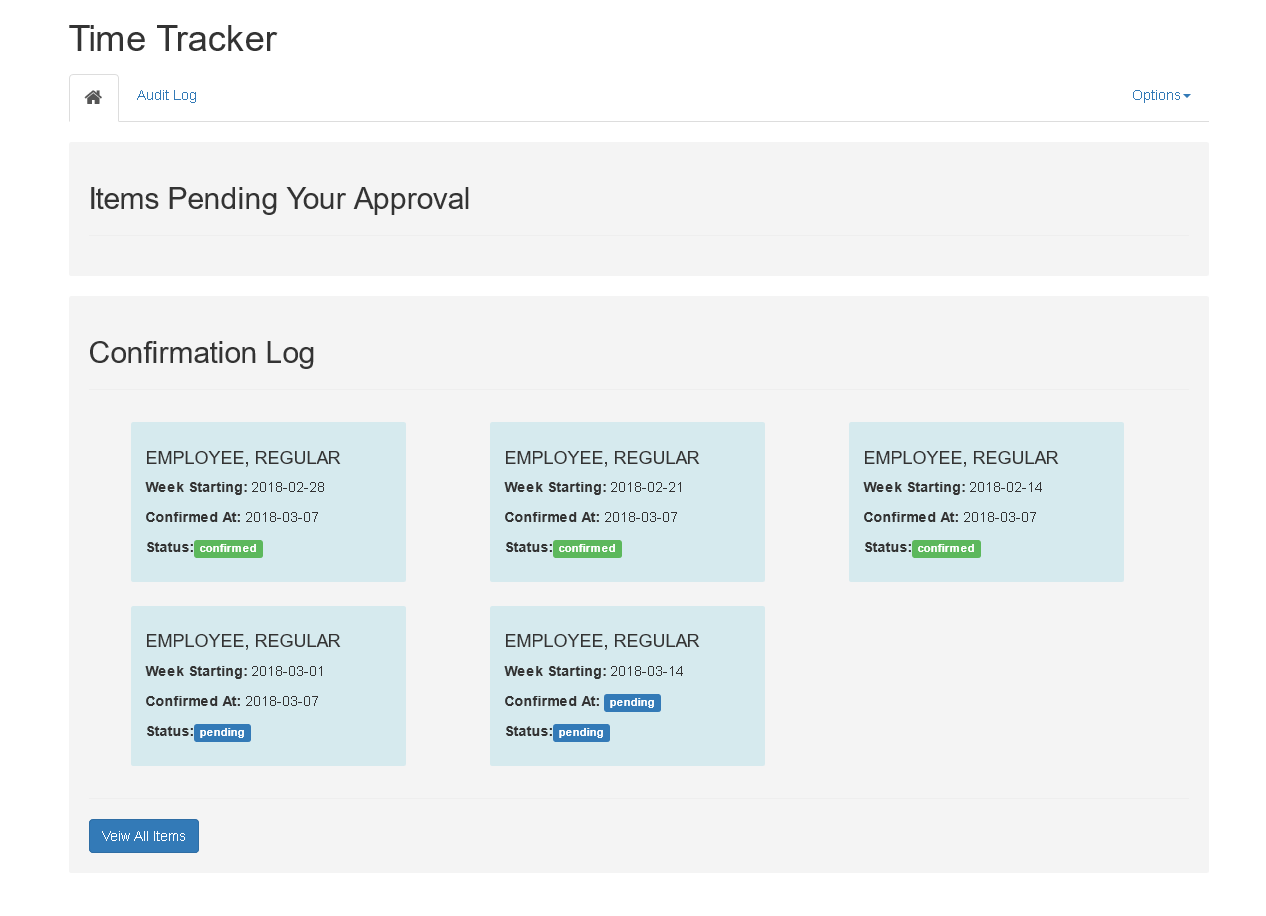 Time Tracker
Audit Log
Options
Items Pending Your Approval
Confirmation Log
EMPLOYEE, REGULAR
Week Starting: 2018-02-28
Confirmed At: 2018-03-07
Status: confirmed
EMPLOYEE, REGULAR
Week Starting: 2018-02-21
Confirmed At: 2018-03-07
Status: confirmed
EMPLOYEE, REGULAR
Week Starting: 2018-02-14
Confirmed At: 2018-03-07
Status: confirmed
EMPLOYEE, REGULAR
Week Starting: 2018-03-01
Confirmed At: 2018-03-07
Status: pending
EMPLOYEE, REGULAR
Week Starting: 2018-03-14
Confirmed At: pending
Status: pending
Veiw All Items